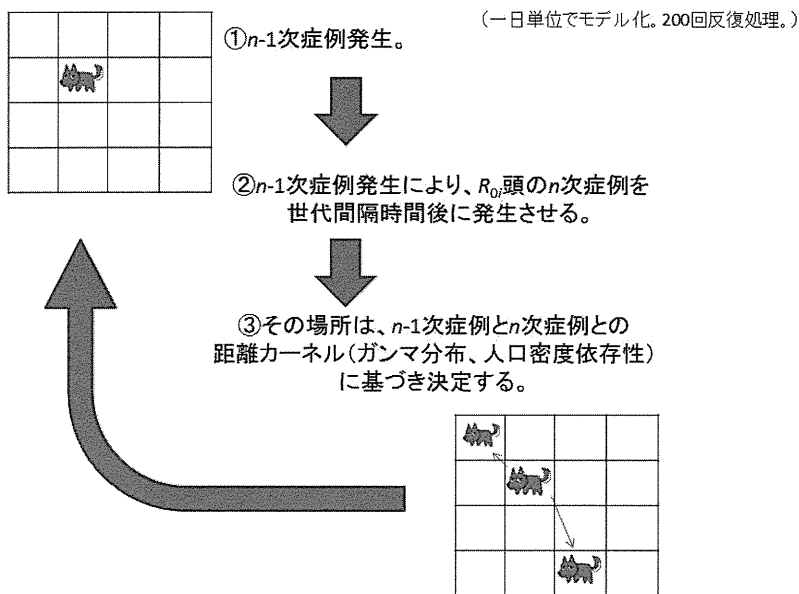 （一日単位でモデル化。200回反復処理。）
①n-1次症例発生。
②n-1次症例発生により、R0i頭のn次症例を
世代間隔時間後に発生させる。
③その場所は、n-1次症例とn次症例との
距離カーネル（ガンマ分布、人口密度依存性）
に基づき決定する。